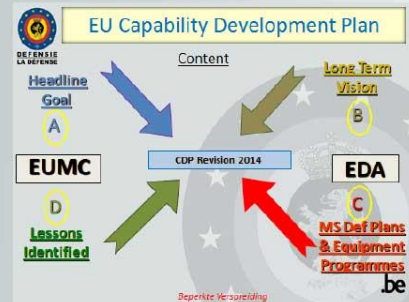 EU Capability Development Plan
DEFENSIE
LA DÉFENSE
Content
Headline
Goal
A
Long Term
Vision
B
EUMC
CDP Revision 2014
EDA
D
Lessons
Identified
C
MS Def Plans
& Equipment
Programmes
.be
Beperkte Verspreiding